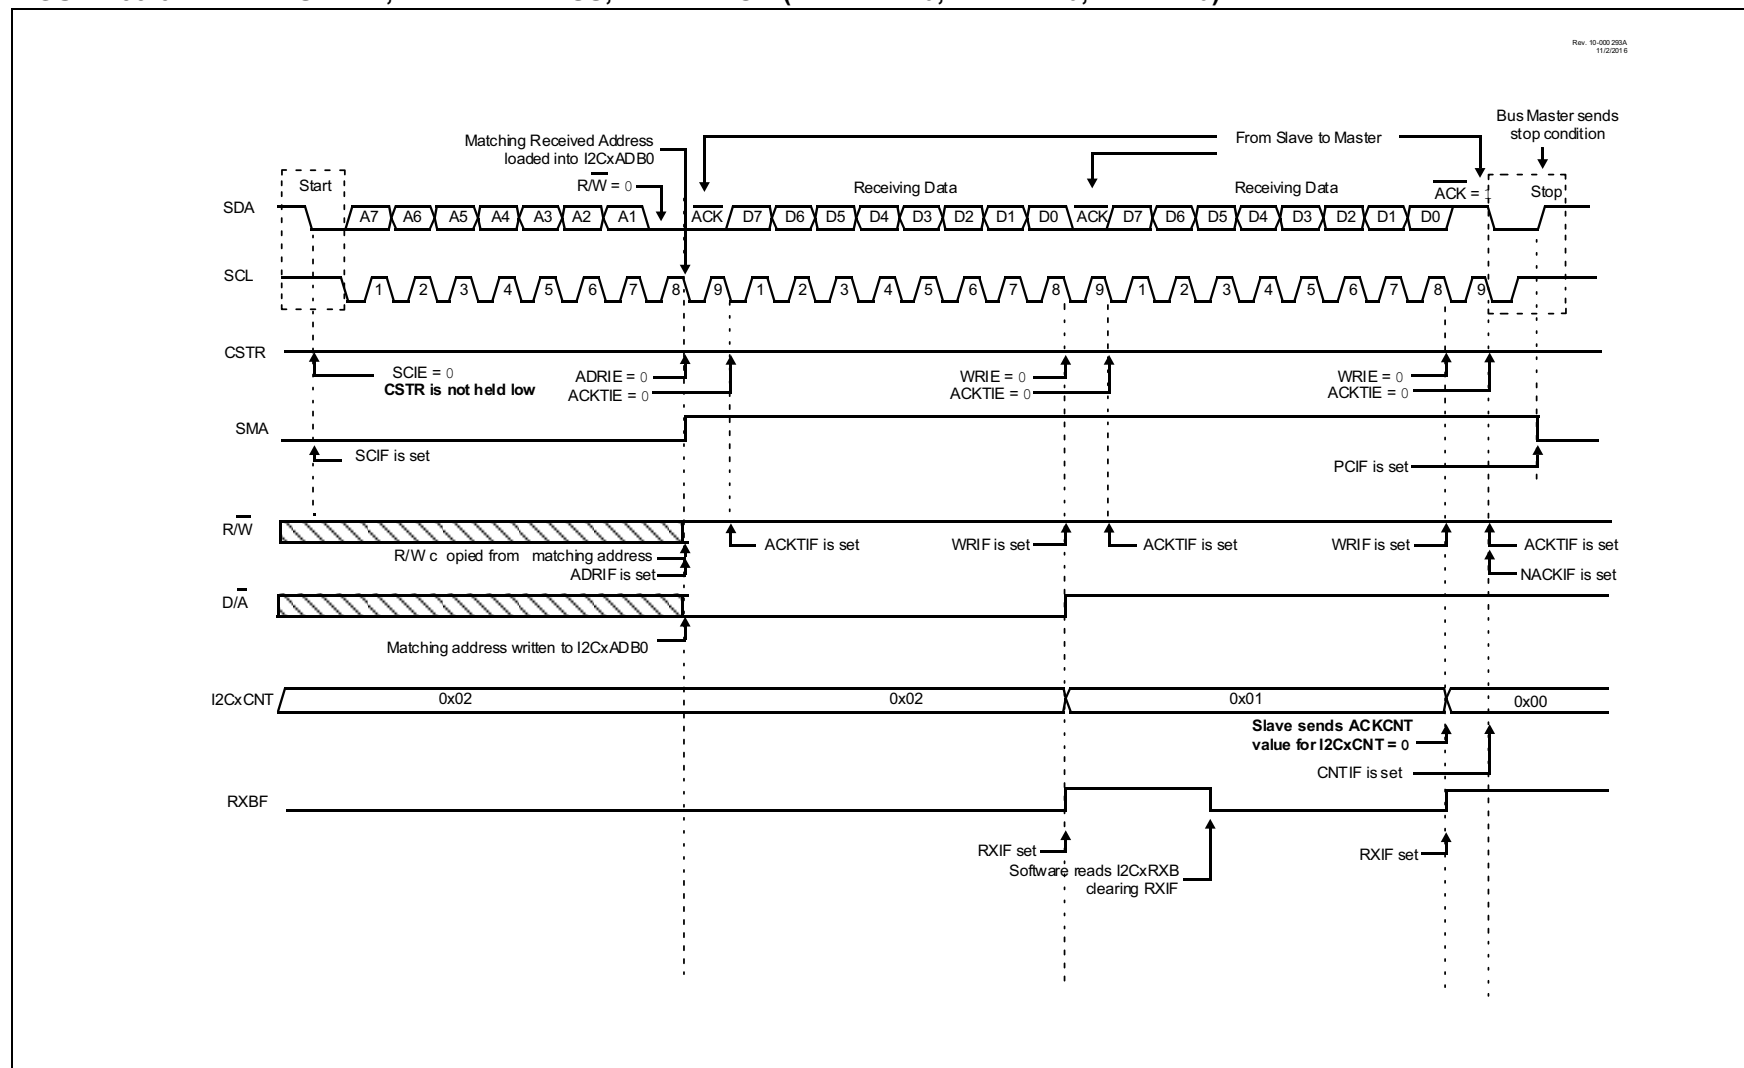 Rev. 10-000 293A
11/2/2016
Bus Master sends
stop condition
Matching Received Address
loaded into I2CxADB0
From Slave to Master
R/W = 0
Start
Receiving Data
Receiving Data
ACK =
Stop
SDA
A7 A6 A5 A4 A3 A2 A1 ACK D7 D6 D5 D4 D3 D2 D1 D0 ACK D7 D6 D5 D4 D3 D2 D1 D0
SCL
1 2 3 4 5 6 7 8 9 1 2 3 4 5 6 7 8 9 1 2 3 4 5 6 7 8 9
CSTR
SCIE = 0
CSTR is not held low
ADRIE = 0
ACKTIE = 0
WRIE = 0
ACKTIE = 0
WRIE = 0
ACKTIE = 0
SMA
SCIF is set
PCIF is set
R/W
R/W c opied from matching address
ADRIF is set
ACKTIF is set
WRIF is set
ACKTIF is set
WRIF is set
ACKTIF is set
NACKIF is set
D/A
Matching address written to I2CxADB0
I2CxCNT
0x02
0x02
0x01
0x00
Slave sends ACKCNT
value for I2CxCNT = 0
CNTIF is set
RXBF
RXIF set
Software reads I2CxRXB
clearing RXIF
RXIF set